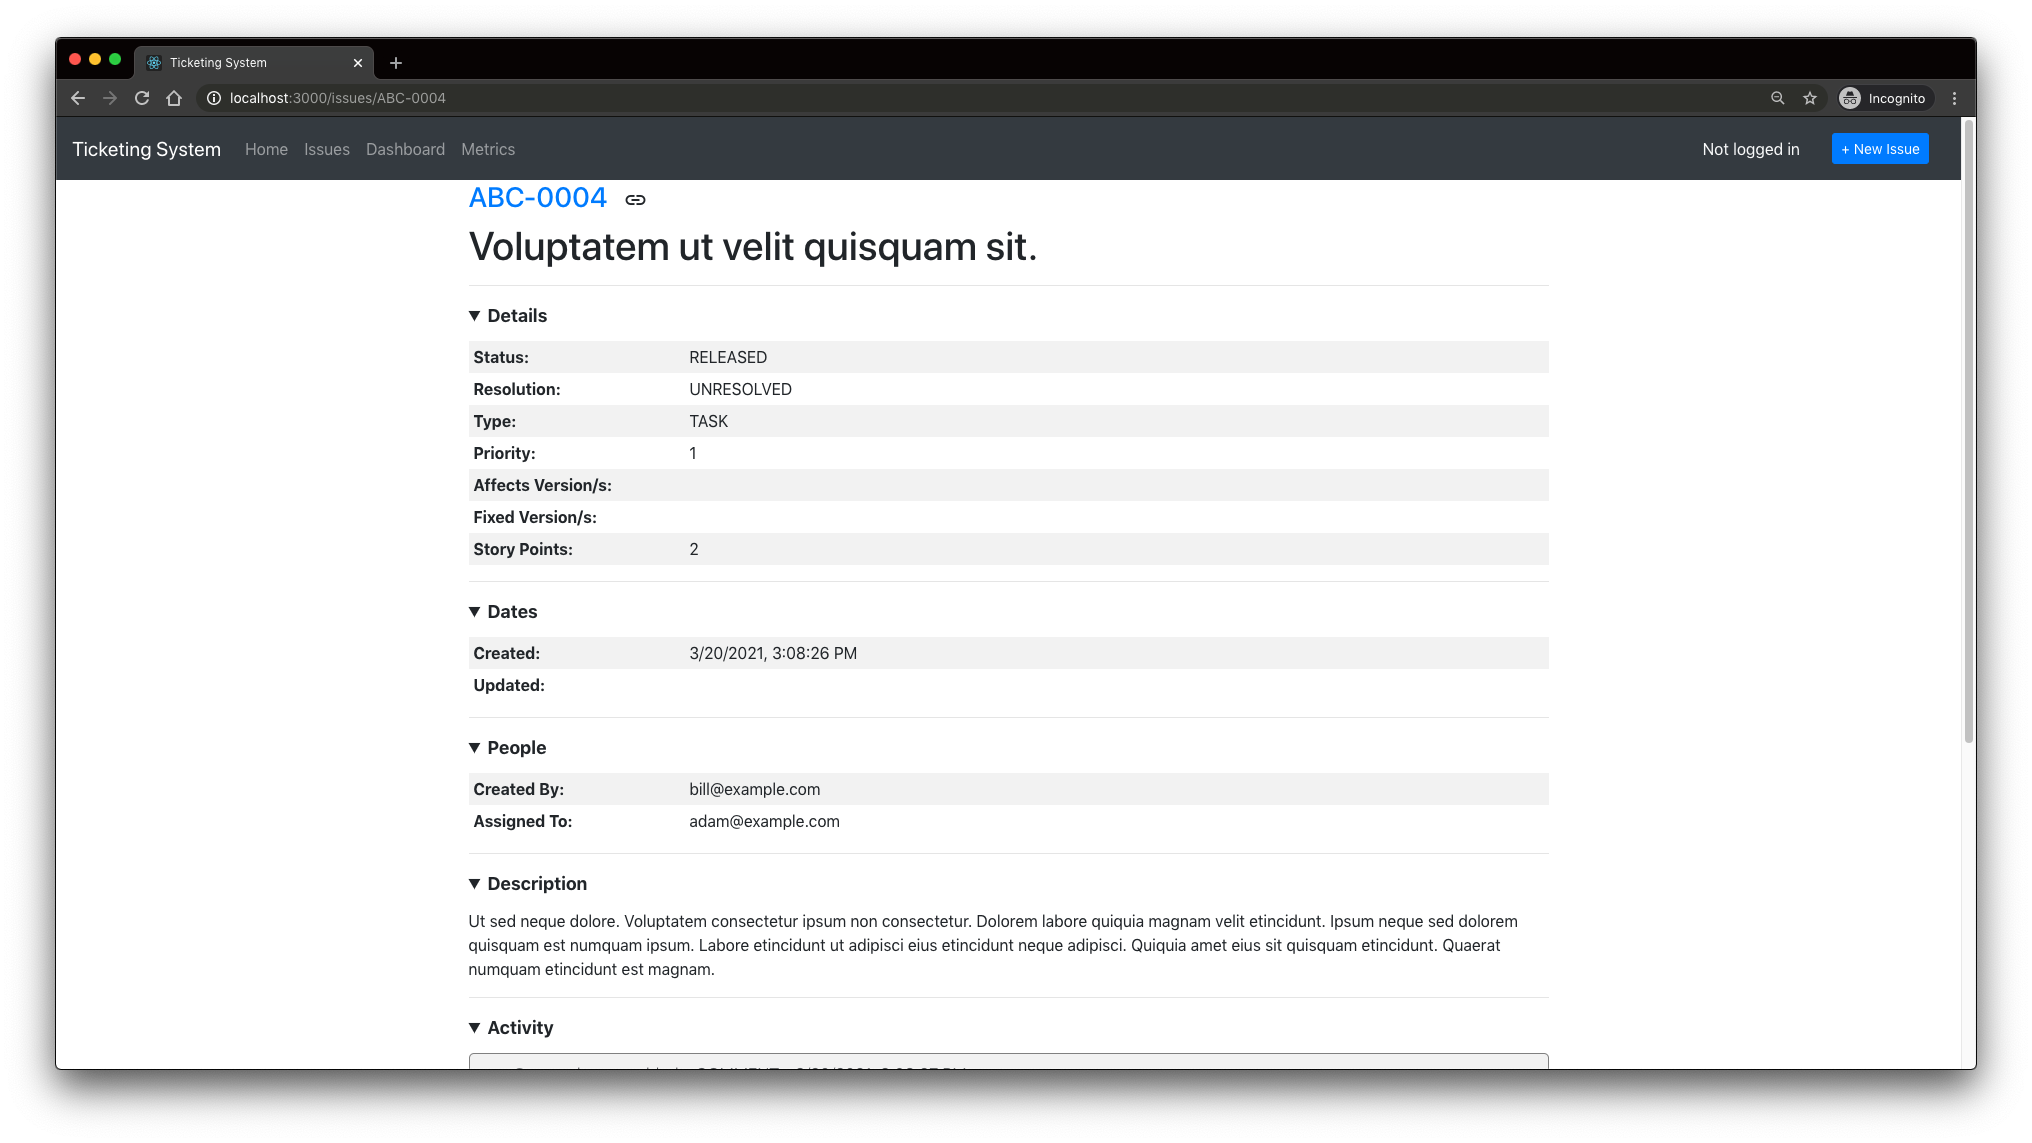 Ticketing System
localhost:3000/issues/ABC-0004
Incognito
Ticketing System Home Issues Dashboard Metrics Not logged in + New Issue
ABC-0004
Voluptatem ut velit quisquam sit.
Details
Status: RELEASED
Resolution: UNRESOLVED
Type: TASK
Priority: 1
Affects Version/s:
Fixed Version/s:
Story Points: 2
Dates
Created: 3/20/2021, 3:08:26 PM
Updated:
People
Created By: bill@example.com
Assigned To: adam@example.com
Description
Ut sed neque dolore. Voluptatem consectetur ipsum non consectetur. Dolorem labore quiquia magnam velit etincidunt. Ipsum neque sed dolorem
quisquam est numquam ipsum. Labore etincidunt ut adipisci eius etincidunt neque adipisci. Quiquia amet eius sit quisquam etincidunt. Quaerat
numquam etincidunt est magnam.
Activity